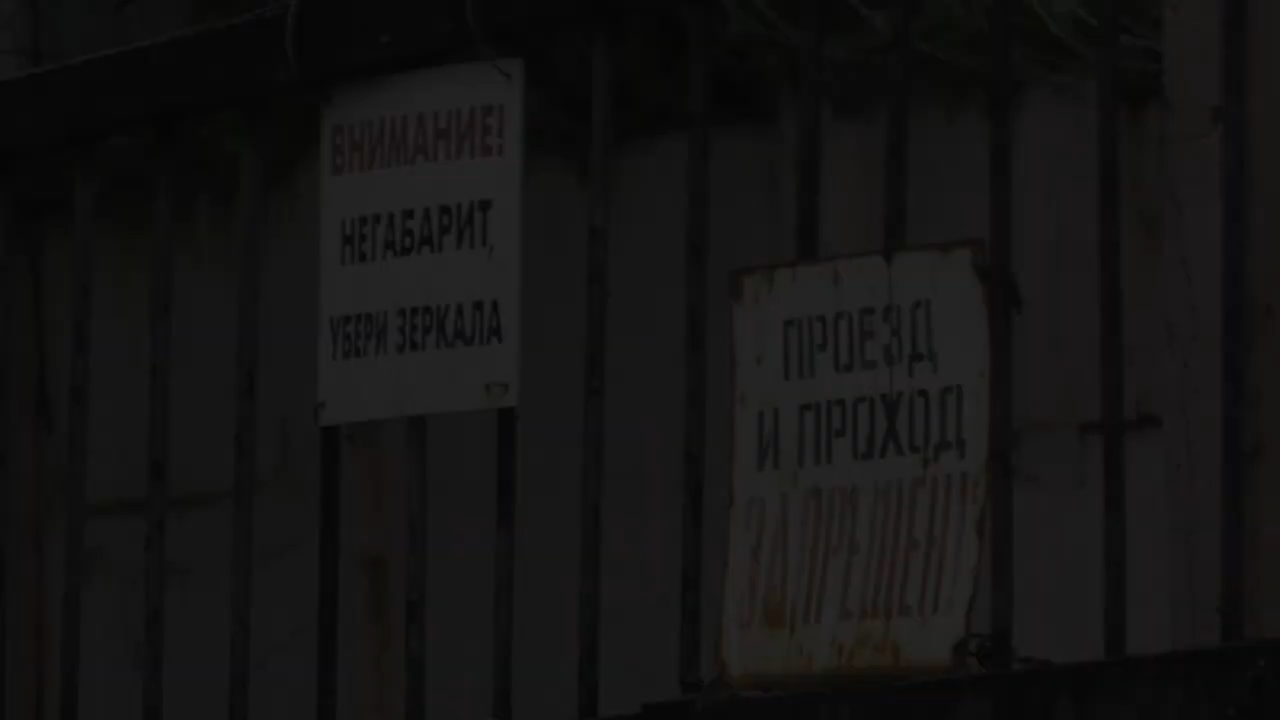 ВНИМАНИЕ!
НЕГАБАРИТ,
УБЕРИ ЗЕРКАЛА
ПРОЕЗД
И ПРОХОД
ЗАПРЕЩЕН